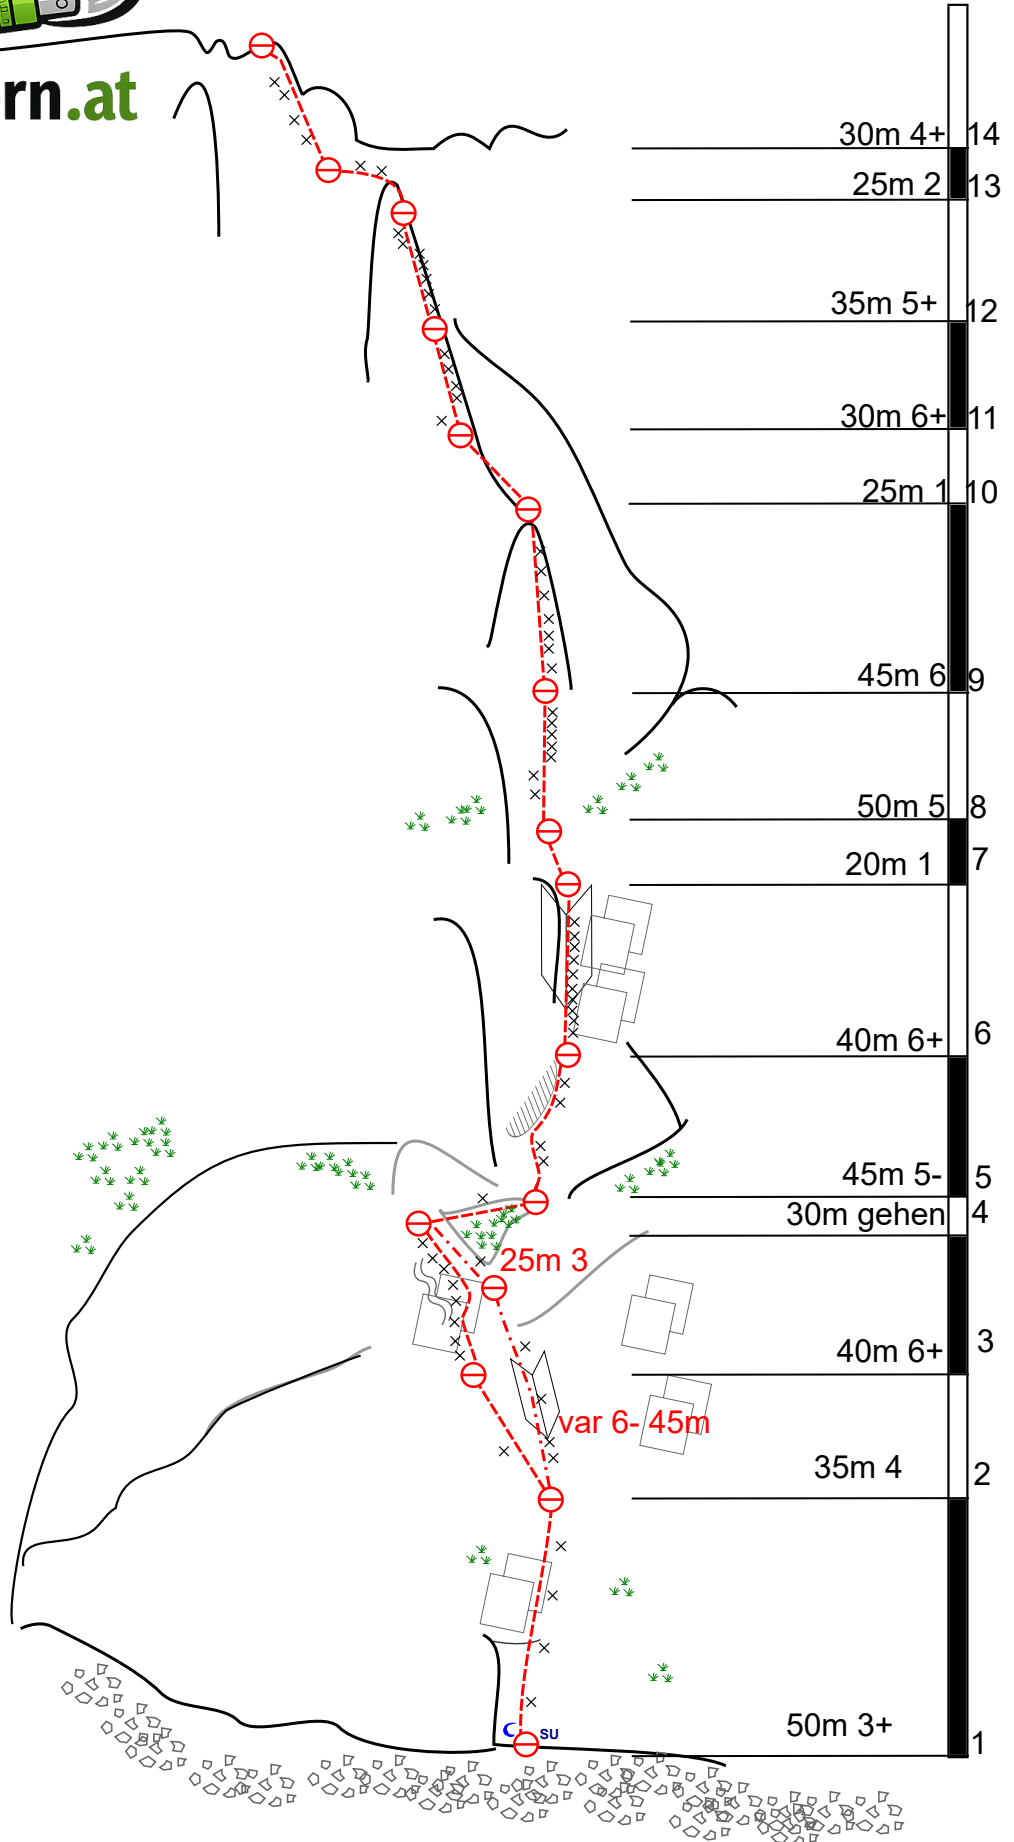 rn.at
30m 4+ 14
25m 2 13
35m 5+ 12
30m 6+ 11
25m 1 10
45m 6 9
50m 5 8
20m 1 7
40m 6+ 6
45m 5- 5
30m gehen 4
25m 3
40m 6+ 3
var 6- 45m
35m 4 2
50m 3+ 1
SU